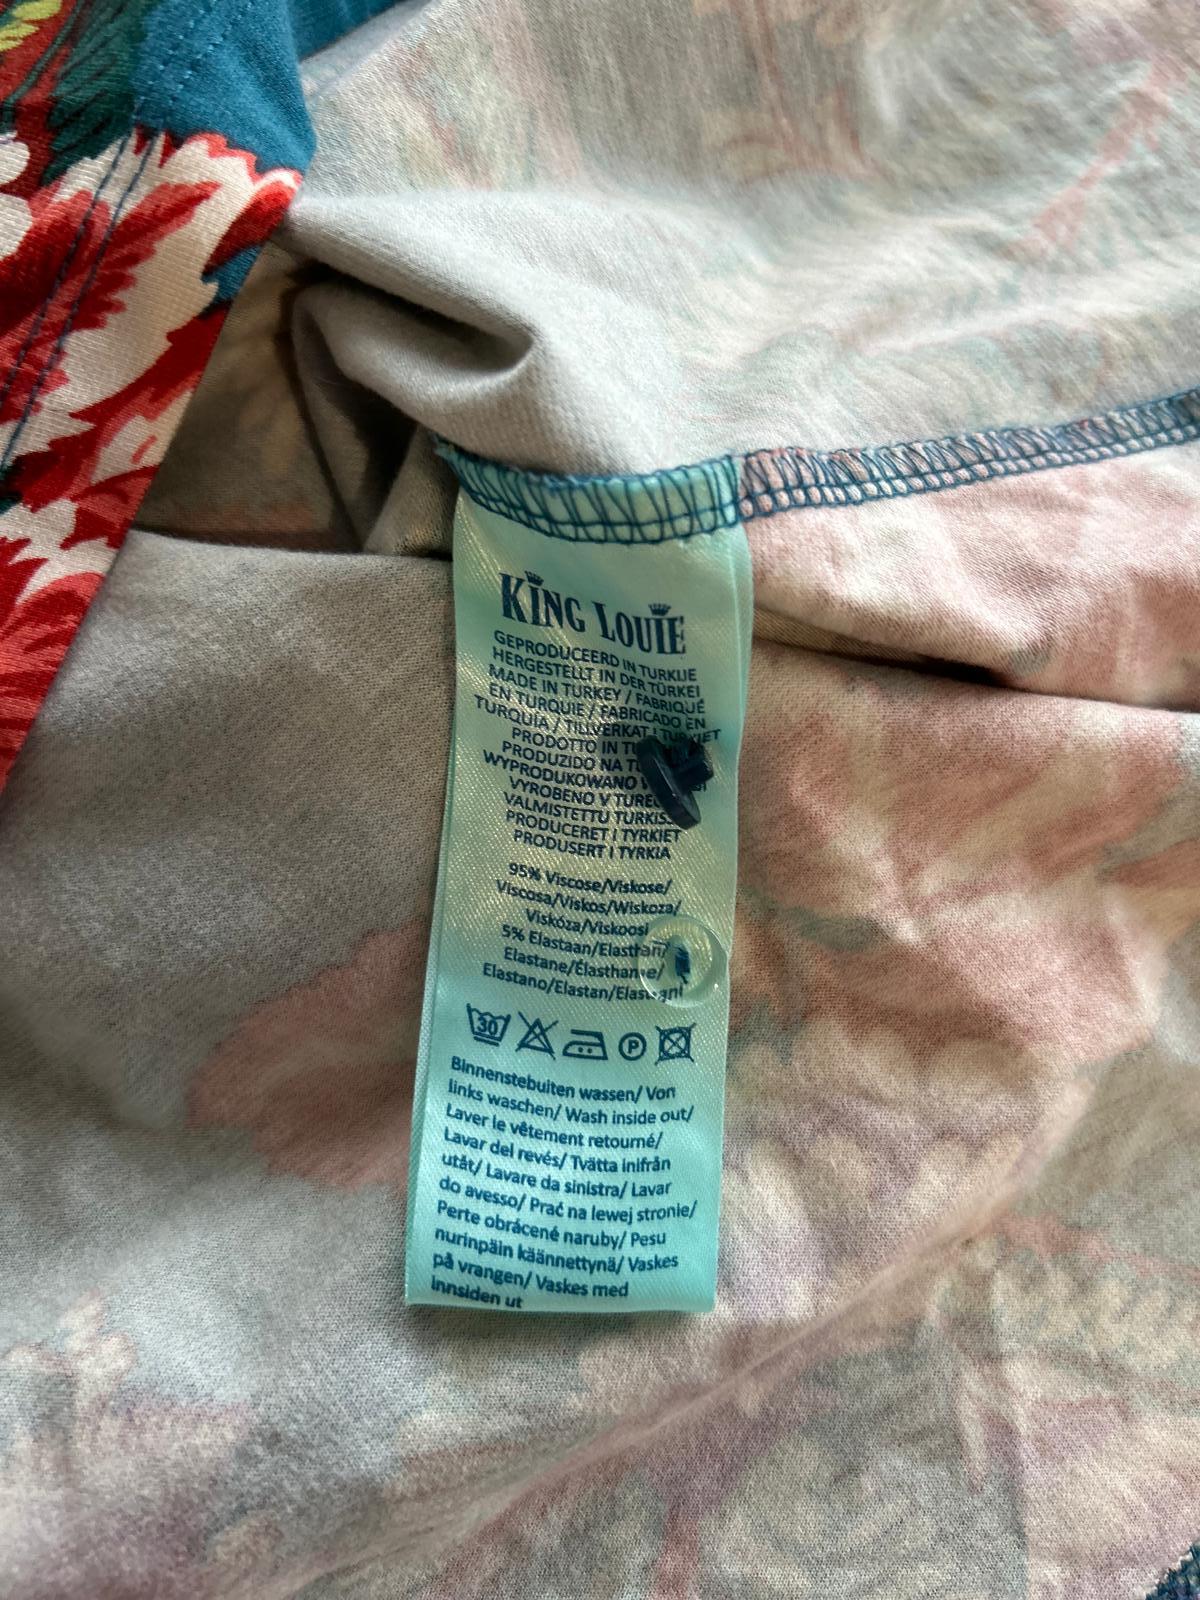 KING LOUIE
GEPRODUCEERD IN TURKIJE
HERGESTELLT IN DER TÜRKEI
MADE IN TURKEY / FABRIQUÉ
EN TURQUIE / FABRICADO EN
TURQUÍA / TILLVERKAT I TURKIET
PRODOTTO IN
PRODUZIDO NA
WYPRODUKOWANO
VYROBENO V
VALMISTETTU
PRODUCERET I TYRKIET
PRODUSERT I TYRKIA
95% Viscose/Viskose/
Viscosa/Viskos/Wiskoza/
Viskóza/Viskoosi
5% Elastaan/Elasthan/
Elastane/Élasthanne/
Elastano/Elastan/Elastaani
30
P
Binnenstebuiten wassen/ Von
links waschen/ Wash inside out/
Laver le vêtement retourné/
Lavar del revés/ Tvätta inifrån
utåt/ Lavare da sinistra/ Lavar
do avesso/ Prać na lewej stronie/
Perte obrácené naruby/ Pesu
nurinpäin käännettynä/ Vaskes
på vrangen/ Vaskes med
innsiden ut